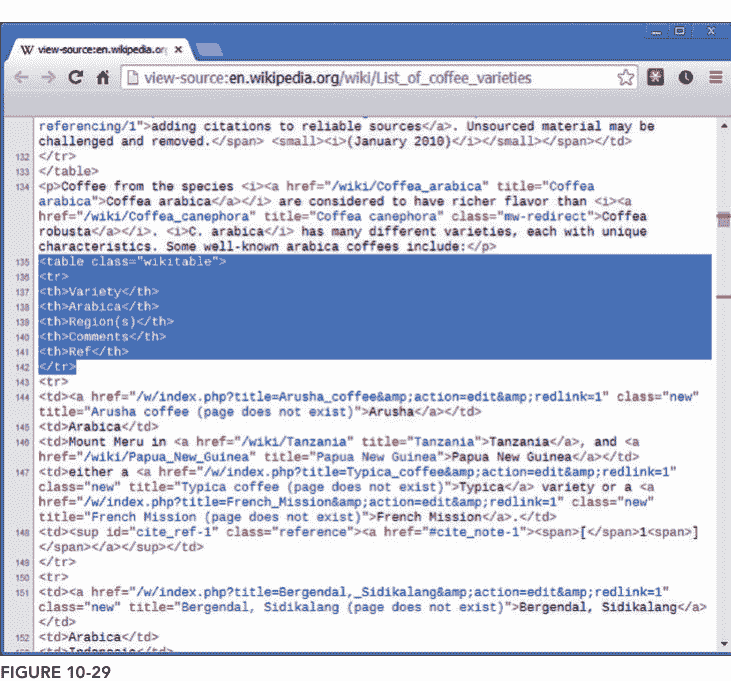 view-source:en.wikipedia.org
view-source:en.wikipedia.org/wiki/List_of_coffee_varieties
referencing/1">adding citations to reliable sources</a>. Unsourced material may be
challenged and removed.</span> <small><i>(January 2010)</i></small></span></td>
132 </tr>
133 </table>
134 <p>Coffee from the species <i><a href="/wiki/Coffea_arabica" title="Coffea
arabica">Coffea arabica</a></i> are considered to have richer flavor than <i><a
href="/wiki/Coffea_canephora" title="Coffea canephora" class="mw-redirect">Coffea
robusta</a></i>. <i>C. arabica</i> has many different varieties, each with unique
characteristics. Some well-known arabica coffees include:</p>
135 <table class="wikitable">
136 <tr>
137 <th>Variety</th>
138 <th>Arabica</th>
139 <th>Region(s)</th>
140 <th>Comments</th>
141 <th>Ref</th>
142 </tr>
143 <tr>
144 <td><a href="/w/index.php?title=Arusha_coffee&amp;action=edit&amp;redlink=1" class="new"
title="Arusha coffee (page does not exist)">Arusha</a></td>
145 <td>Arabica</td>
146 <td>Mount Meru in <a href="/wiki/Tanzania" title="Tanzania">Tanzania</a>, and <a
href="/wiki/Papua_New_Guinea" title="Papua New Guinea">Papua New Guinea</a></td>
147 <td>either a <a href="/w/index.php?title=Typica_coffee&amp;action=edit&amp;redlink=1"
class="new" title="Typica coffee (page does not exist)">Typica</a> variety or a <a
href="/w/index.php?title=French_Mission&amp;action=edit&amp;redlink=1" class="new"
title="French Mission (page does not exist)">French Mission</a>.</td>
148 <td><sup id="cite_ref-1" class="reference"><a href="#cite_note-1"><span>[</span>1<span>]
</span></a></sup></td>
149 </tr>
150 <tr>
151 <td><a href="/w/index.php?title=Bergendal,_Sidikalang&amp;action=edit&amp;redlink=1"
class="new" title="Bergendal, Sidikalang (page does not exist)">Bergendal, Sidikalang</a>
</td>
152 <td>Arabica</td>
<td>Indonesia</td>
FIGURE 10-29